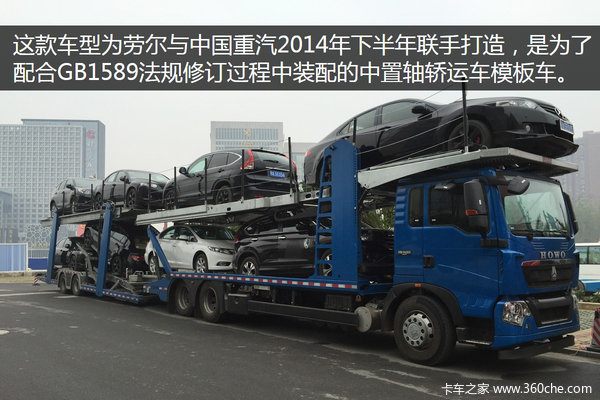 这款车型为劳尔与中国重汽2014年下半年联手打造，是为了
配合GB1589法规修订过程中装配的中置轴轿运车模板车。
HOWO
卡车之家 www.360che.com